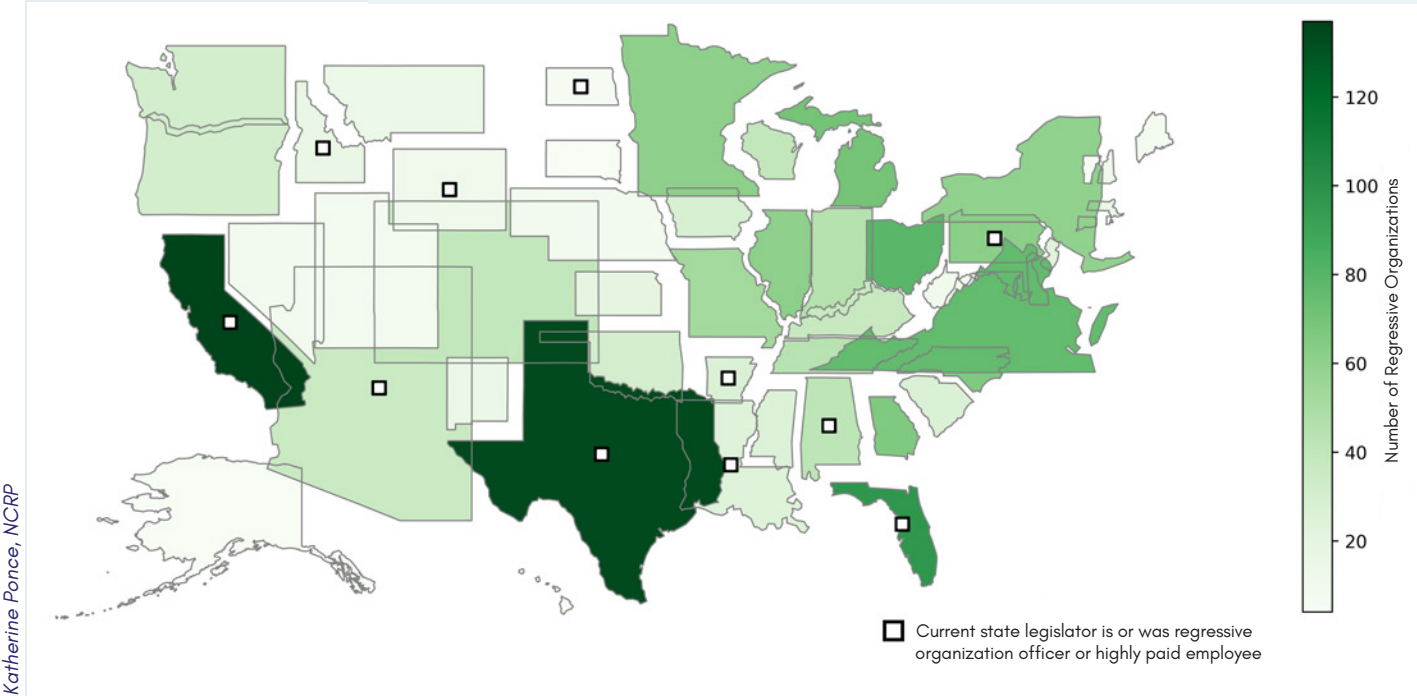 120
100
80
60
40
20
Number of Regressive Organizations
Current state legislator is or was regressive
organization officer or highly paid employee
Katherine Ponce, NCRP